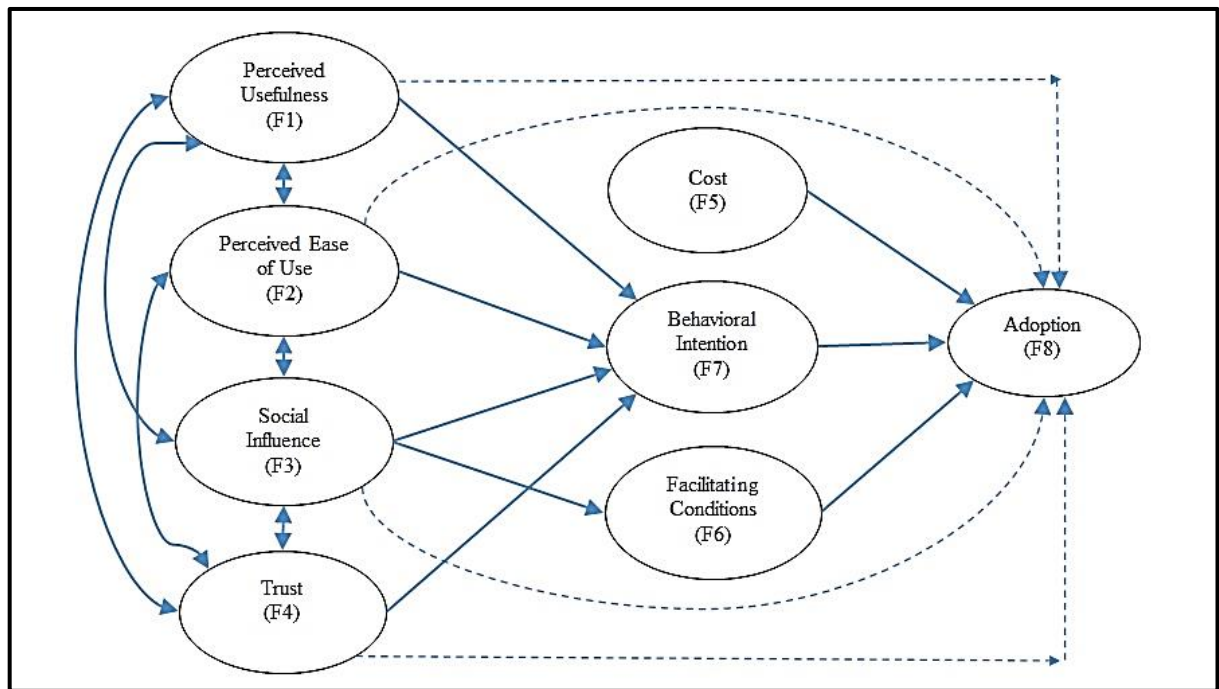 Perceived
Usefulness
(F1)
Perceived Ease
of Use
(F2)
Social
Influence
(F3)
Trust
(F4)
Cost
(F5)
Behavioral
Intention
(F7)
Facilitating
Conditions
(F6)
Adoption
(F8)